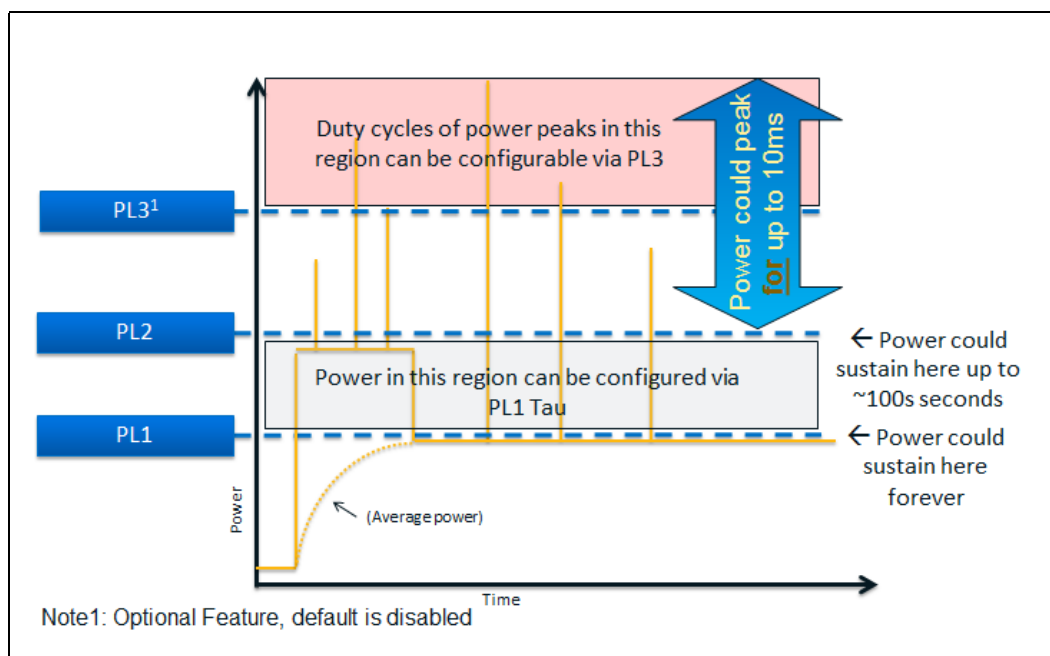 Duty cycles of power peaks in this
region can be configurable via PL3
Power could peak
for up to 10ms
PL3¹
PL2
← Power could
sustain here up to
~100s seconds
Power in this region can be configured via
PL1 Tau
PL1
← Power could
sustain here
forever
Power
(Average power)
Time
Note1: Optional Feature, default is disabled